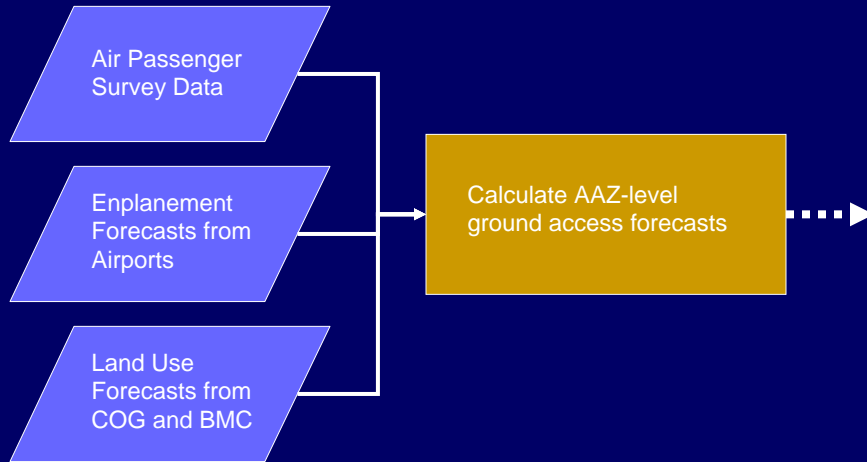 Air Passenger
Survey Data
Enplanement
Forecasts from
Airports
Land Use
Forecasts from
COG and BMC
Calculate AAZ-level
ground access forecasts